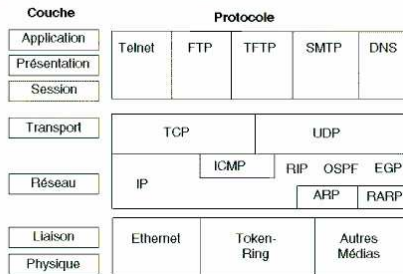 Couche
Protocole
Application
Présentation
Session
Telnet
FTP
TFTP
SMTP
DNS
Transport
TCP
UDP
Réseau
IP
ICMP
RIP OSPF EGP
ARP
RARP
Liaison
Physique
Ethernet
Token-
Ring
Autres
Médias